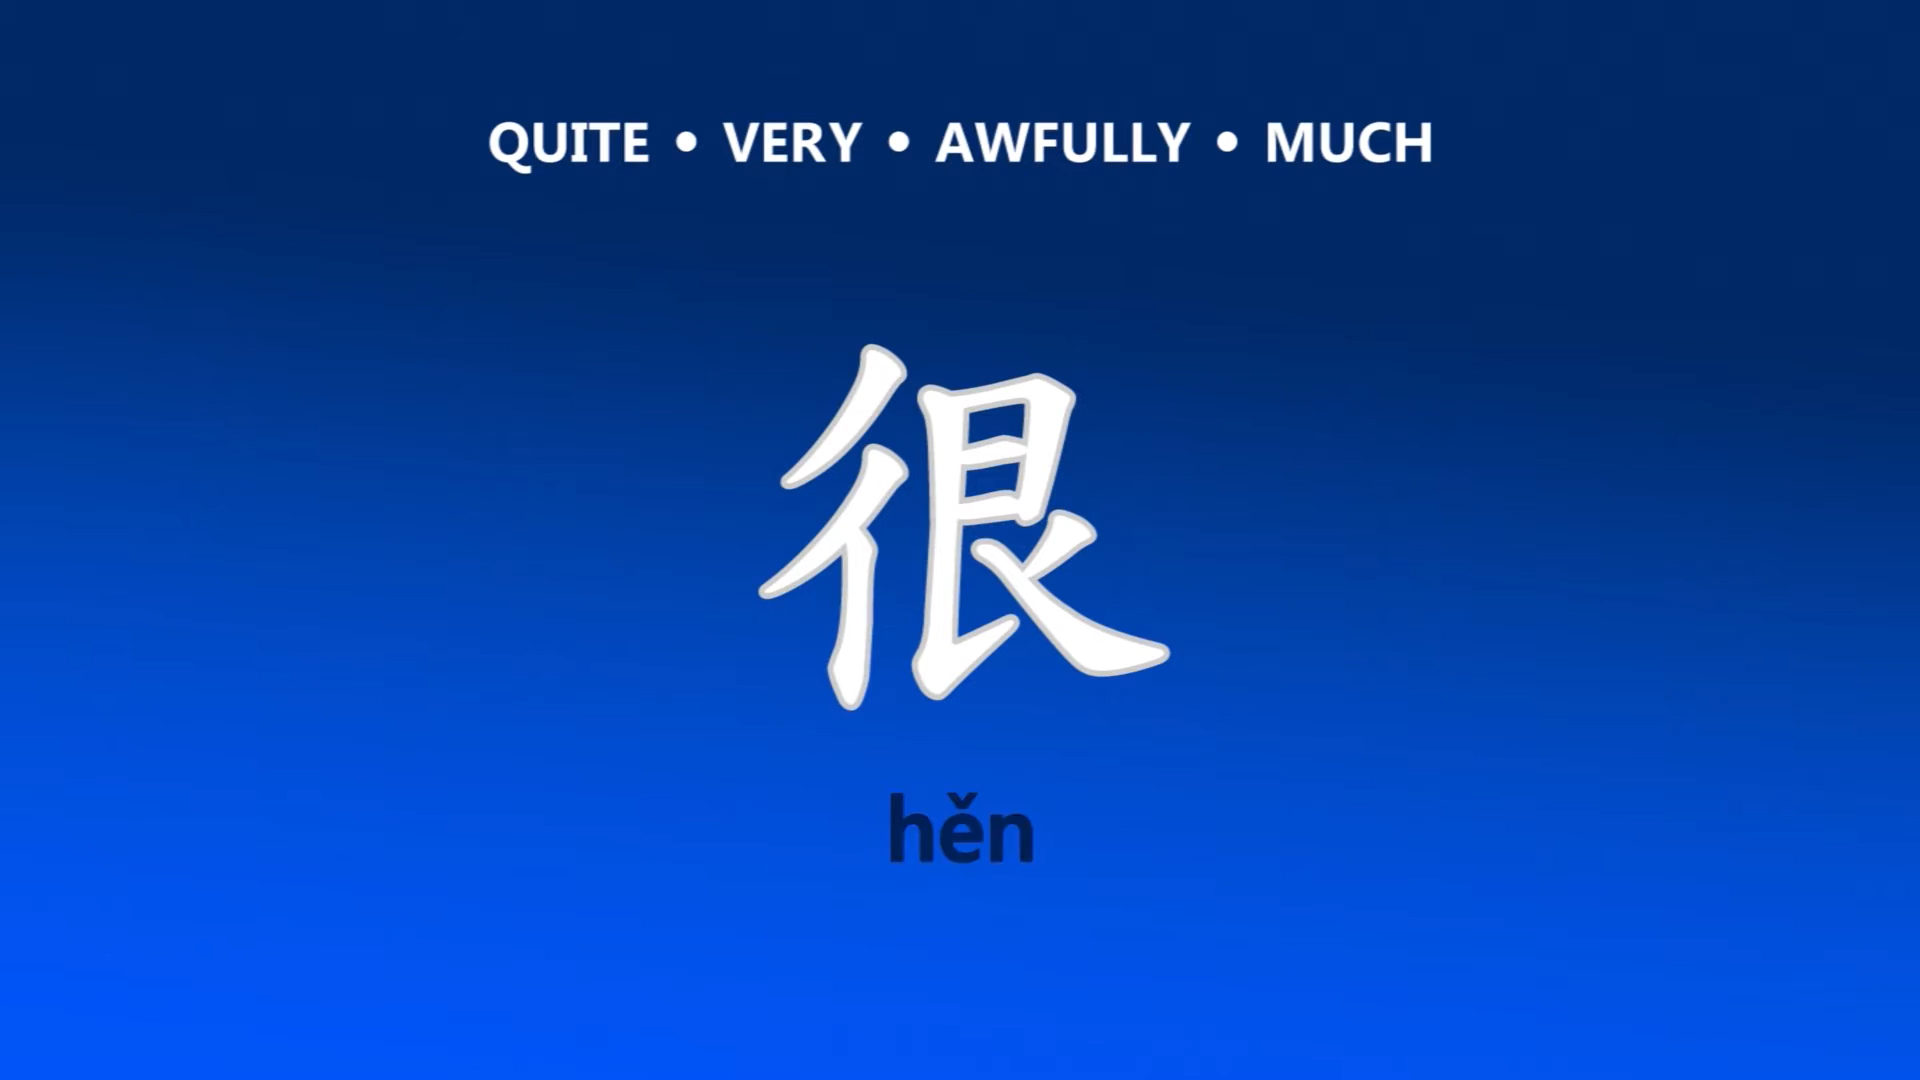 QUITE • VERY • AWFULLY • MUCH
很
hěn